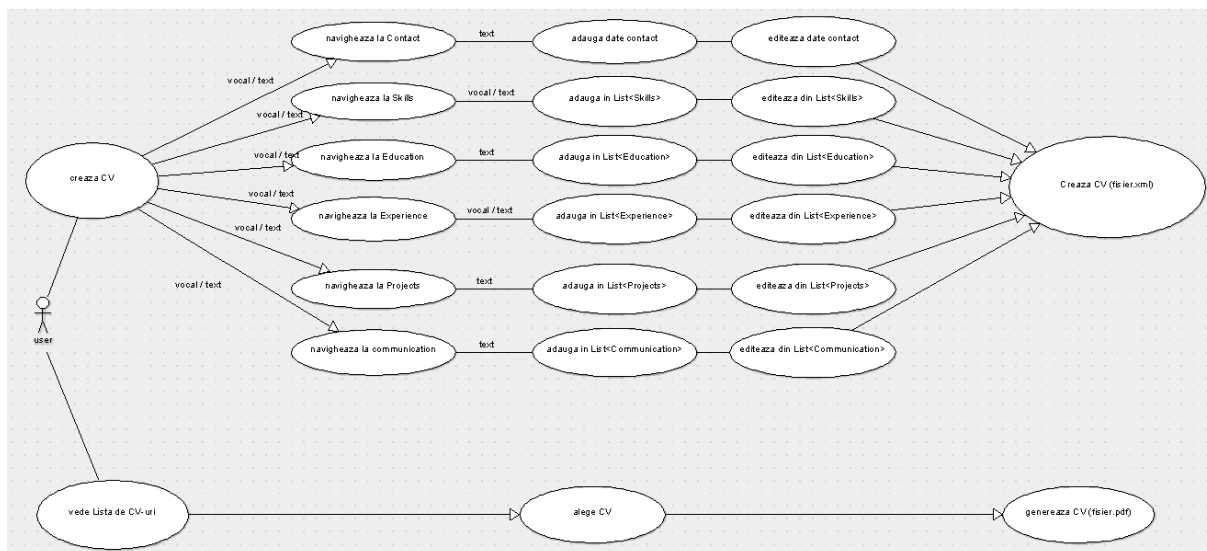 navigheaza la Contact
text
adauga date contact
editeaza date contact
vocal / text
navigheaza la Skills
vocal / text
adauga in List<Skills>
editeaza din List<Skills>
vocal / text
navigheaza la Education
vocal / text
text
adauga in List<Education>
editeaza din List<Education>
creaza CV
Creaza CV (fisier.xml)
navigheaza la Experience
vocal / text
vocal / text
adauga in List<Experience>
editeaza din List<Experience>
vocal / text
navigheaza la Projects
text
adauga in List<Projects>
editeaza din List<Projects>
vocal / text
user
navigheaza la communication
text
adauga in List<Communication>
editeaza din List<Communication>
vede Lista de CV-uri
alege CV
genereaza CV (fisier.pdf)